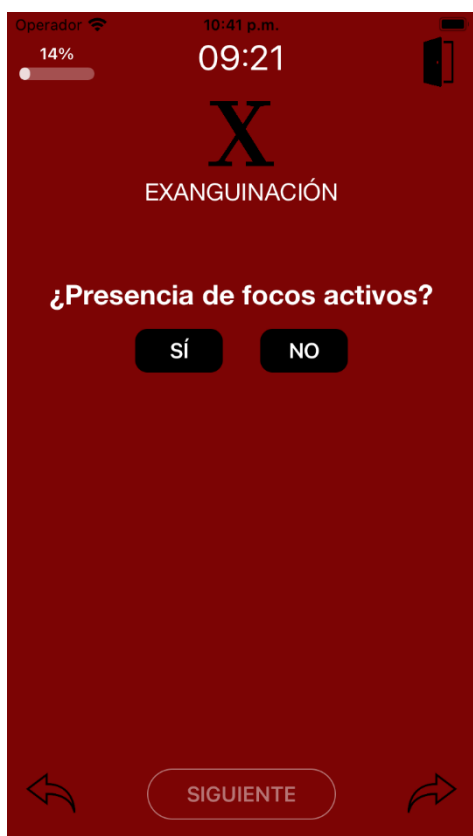 Operador 10:41 p.m.
14% 09:21
X
EXANGUINACIÓN
¿Presencia de focos activos?
SÍ NO
SIGUIENTE